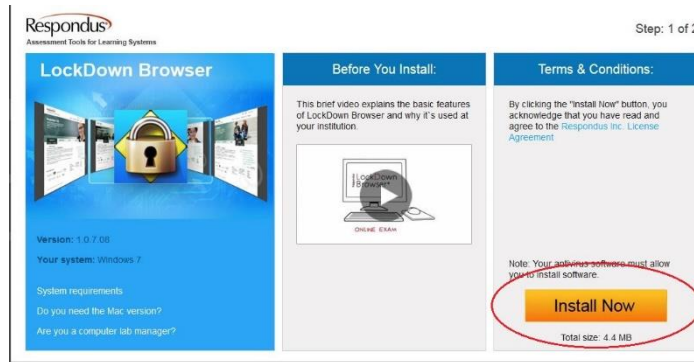 Respondus
Assessment Tools for Learning Systems
Step: 1 of 2
LockDown Browser
Version: 1.0.7.06
Your system: Windows 7
System requirements
Do you need the Mac version?
Are you a computer lab manager?
Before You Install:
This brief video explains the basic features
of LockDown Browser and why it's used at
your institution.
LockDown
Browser
ONLINE EXAM
Terms & Conditions:
By clicking the "Install Now" button, you
acknowledge that you have read and
agree to the Respondus Inc. License
Agreement
Note: Your antivirus software must allow
you to install software.
Install Now
Total size: 4.4 MB